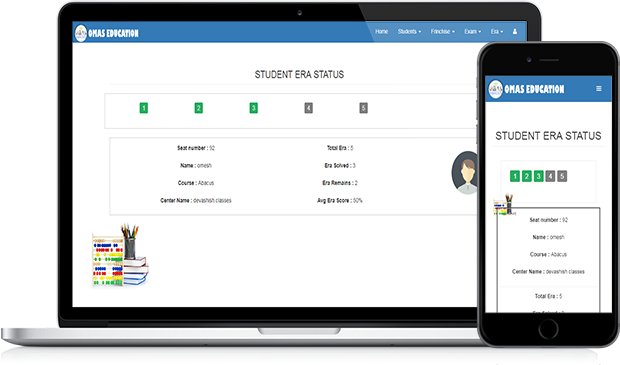 OMAS EDUCATION Home Students Frinchise Exam Era
STUDENT ERA STATUS
1 2 3 4 5
Seat number : 92 Total Era : 5
Name : omesh Era Solved : 3
Course : Abacus Era Remains : 2
Center Name : devashish classes Avg Era Score : 50%
OMAS EDUCATION
STUDENT ERA STATUS
1 2 3 4 5
Seat number : 92
Name : omesh
Course : Abacus
Center Name : devashish classes
Total Era : 5